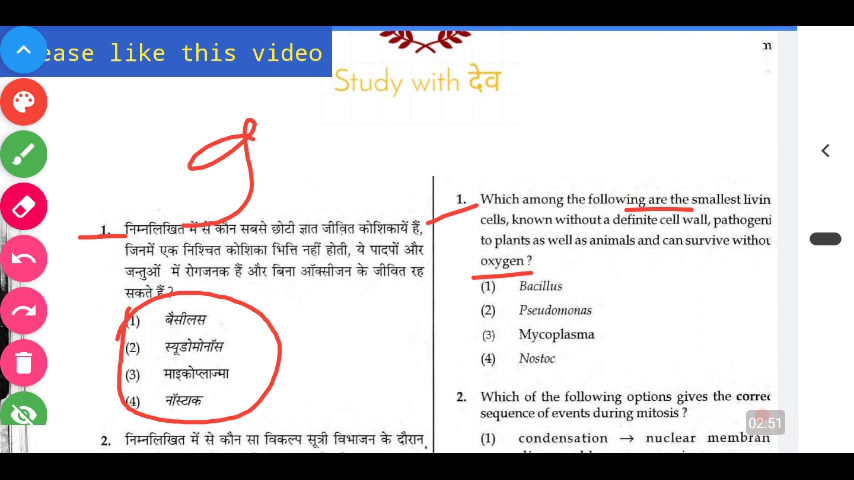 ease like this video
m
Study with देव
1. निम्नलिखित में से कौन सबसे छोटी ज्ञात जीवित कोशिकायें हैं,
जिनमें एक निश्चित कोशिका भित्ति नहीं होती, ये पादपों और
जन्तुओं में रोगजनक हैं और बिना ऑक्सीजन के जीवित रह
सकते हैं ?
(1) बैसीलस
(2) स्यूडोमोनॉस
(3) माइकोप्लाज्मा
(4) नॉस्टाक
2. निम्नलिखित में से कौन सा विकल्प सूत्री विभाजन के दौरान,
1. Which among the following are the smallest livin
cells, known without a definite cell wall, pathogeni
to plants as well as animals and can survive withou
oxygen ?
(1) Bacillus
(2) Pseudomonas
(3) Mycoplasma
(4) Nostoc
2. Which of the following options gives the correc
sequence of events during mitosis ?
(1) condensation → nuclear membran
02:51